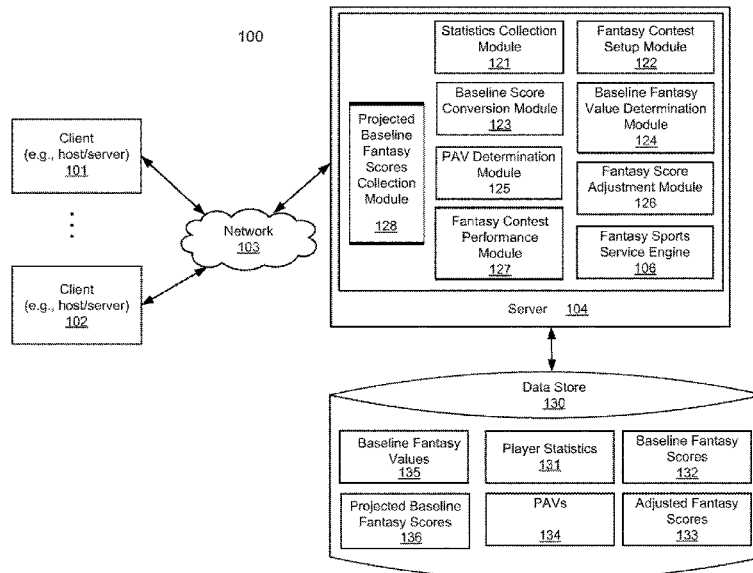 100
Client
(e.g., host/server)
101
Client
(e.g., host/server)
102
Network
103
Projected
Baseline
Fantasy
Scores
Collection
Module
128
Statistics Collection
Module
121
Fantasy Contest
Setup Module
122
Baseline Score
Conversion Module
123
Baseline Fantasy
Value Determination
Module
124
PAV Determination
Module
125
Fantasy Score
Adjustment Module
126
Fantasy Contest
Performance
Module
127
Fantasy Sports
Service Engine
106
Server 104
Data Store
130
Baseline Fantasy
Values
135
Player Statistics
131
Baseline Fantasy
Scores
132
Projected Baseline
Fantasy Scores
136
PAVs
134
Adjusted Fantasy
Scores
133